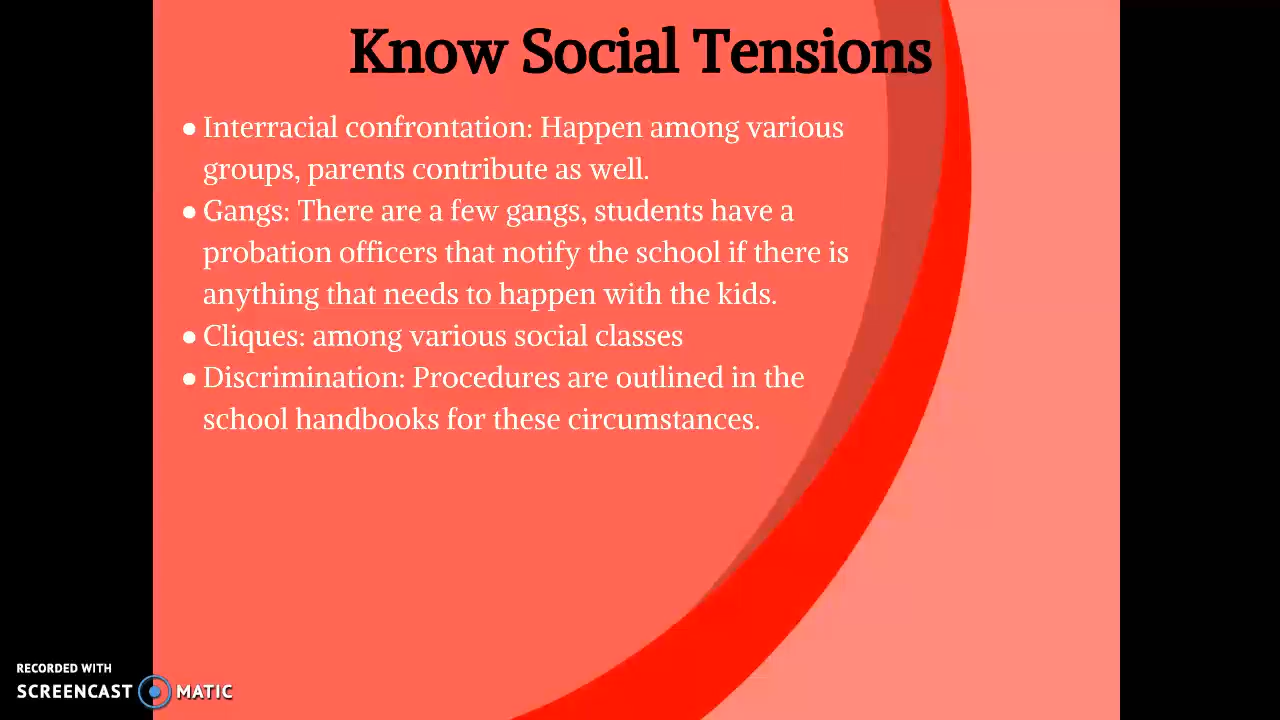 Know Social Tensions
● Interracial confrontation: Happen among various
groups, parents contribute as well.
● Gangs: There are a few gangs, students have a
probation officers that notify the school if there is
anything that needs to happen with the kids.
● Cliques: among various social classes
● Discrimination: Procedures are outlined in the
school handbooks for these circumstances.
RECORDED WITH
SCREENCAST MATIC